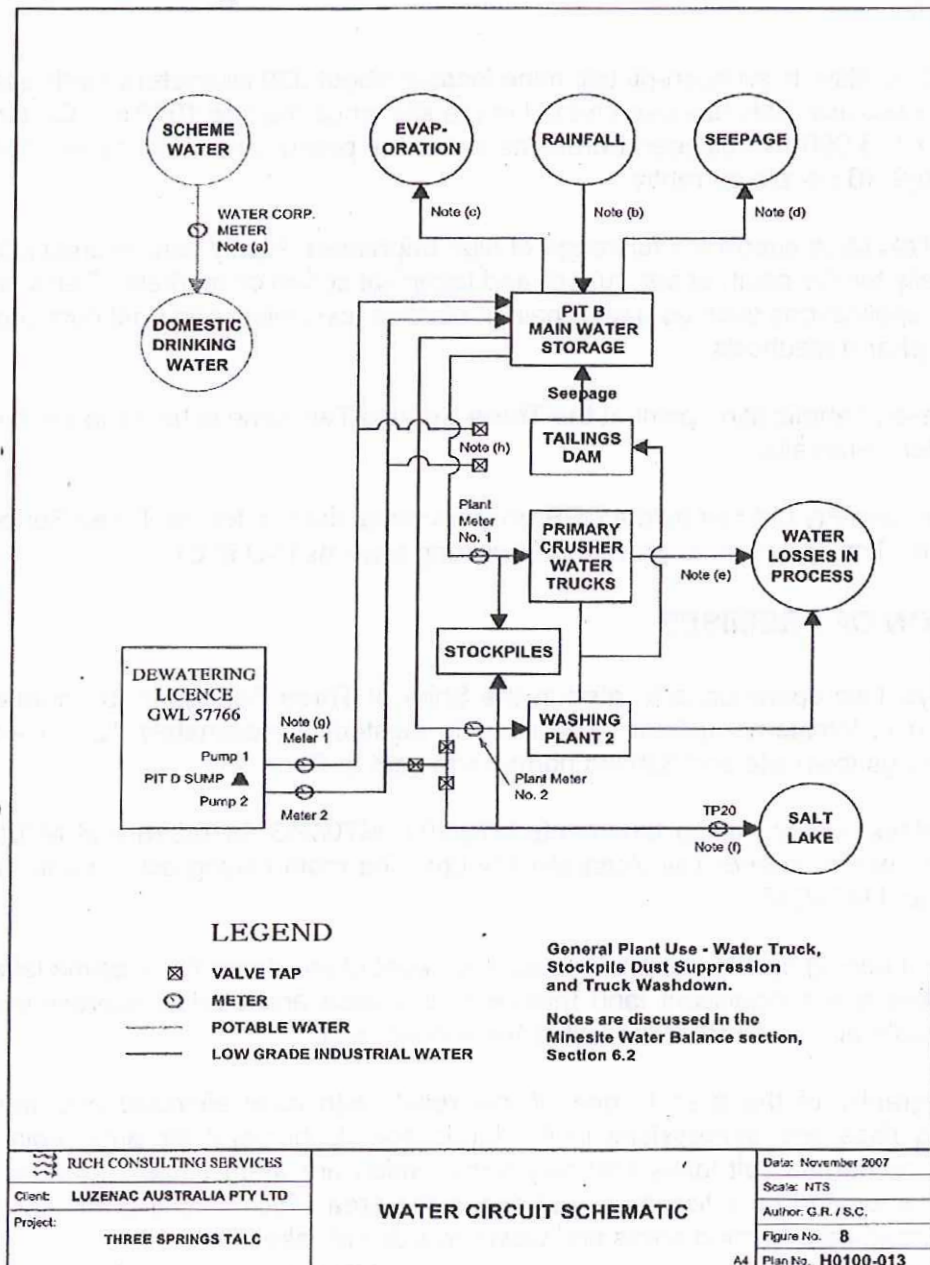 SCHEME
WATER
EVAP-
ORATION
RAINFALL
SEEPAGE
Note (c)
Note (b)
Note (d)
WATER CORP.
METER
Note (a)
DOMESTIC
DRINKING
WATER
PIT B
MAIN WATER
STORAGE
Seepage
TAILINGS
DAM
Note (h)
Plant
Meter
No. 1
PRIMARY
CRUSHER
WATER
TRUCKS
Note (e)
WATER
LOSSES IN
PROCESS
STOCKPILES
DEWATERING
LICENCE
GWL 57766
Note (g)
Meter 1
Pump 1
PIT D SUMP
Pump 2
Meter 2
WASHING
PLANT 2
Plant Meter
No. 2
TP20
Note (f)
SALT
LAKE
LEGEND
VALVE TAP
METER
POTABLE WATER
LOW GRADE INDUSTRIAL WATER
General Plant Use - Water Truck,
Stockpile Dust Suppression
and Truck Washdown.
Notes are discussed in the
Minesite Water Balance section,
Section 6.2
RICH CONSULTING SERVICES
Client: LUZENAC AUSTRALIA PTY LTD
Project:
THREE SPRINGS TALC
WATER CIRCUIT SCHEMATIC
Date: November 2007
Scale: NTS
Author: G.R. / S.C.
Figure No. 8
A4 Plan No. H0100-013